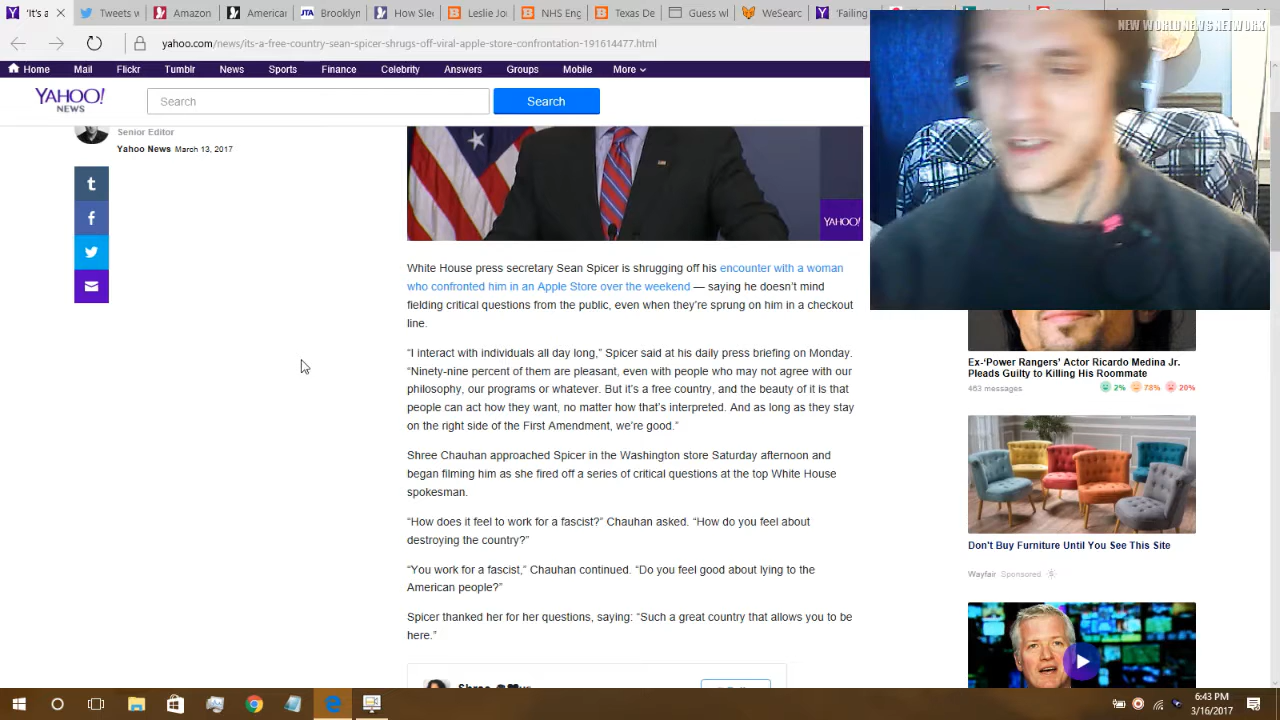 'Its
Tweets
Amazon
Americ
Brooklyn
How Slee
Leslie Jo
NHS Eng
Texas De
Guess wl
WeSearc
'Failing
yahoo.com/news/its-a-free-country-sean-spicer-shrugs-off-viral-apple-store-confrontation-191614477.html
NEW WORLD NEWS NETWORK
Home Mail Flickr Tumblr News Sports Finance Celebrity Answers Groups Mobile More
YAHOO!
NEWS
Search
Search
Senior Editor
Yahoo News March 13, 2017
YAHOO!
White House press secretary Sean Spicer is shrugging off his encounter with a woman
who confronted him in an Apple Store over the weekend — saying he doesn’t mind
fielding critical questions from the public, even when they’re sprung on him in a checkout
line.
“I interact with individuals all day long,” Spicer said at his daily press briefing on Monday.
“Ninety-nine percent of them are pleasant, even with people who may not agree with our
philosophy, our programs or whatever. But it’s a free country, and the beauty of it is that
people can act how they want, no matter how that’s interpreted. And as long as they stay
on the right side of the First Amendment, we’re good.”
Shree Chauhan approached Spicer in the Washington store Saturday afternoon and
began filming him as she fired off a series of critical questions at the top White House
spokesman.
“How does it feel to work for a fascist?” Chauhan asked. “How do you feel about
destroying the country?”
“You work for a fascist,” Chauhan continued. “Do you feel good about lying to the
American people?”
Spicer thanked her for her questions, saying: “Such a great country that allows you to be
here.”
Shree
Ex-‘Power Rangers’ Actor Ricardo Medina Jr.
Pleads Guilty to Killing His Roommate
463 messages 2% 78% 20%
Don't Buy Furniture Until You See This Site
Wayfair Sponsored
6:43 PM
3/16/2017